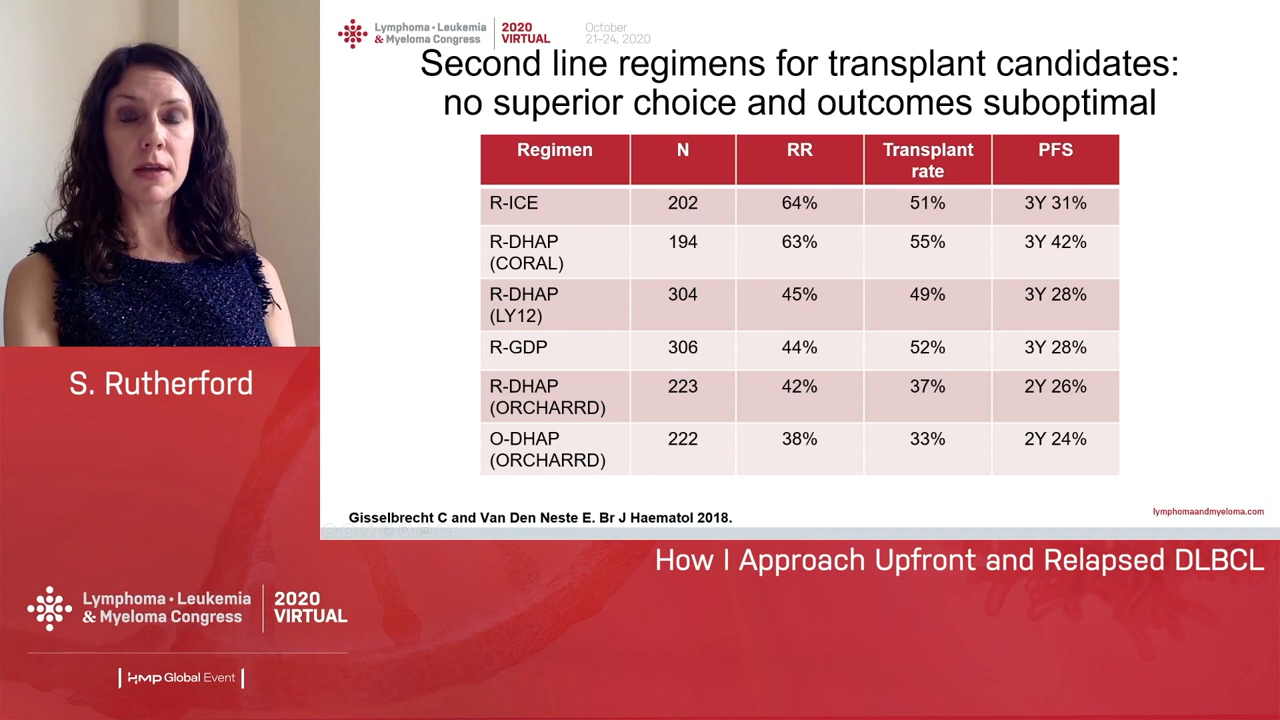 Lymphoma • Leukemia
& Myeloma Congress
2020
VIRTUAL
October
21–24, 2020
Second line regimens for transplant candidates:
no superior choice and outcomes suboptimal
Regimen N RR Transplant rate PFS
R-ICE 202 64% 51% 3Y 31%
R-DHAP (CORAL) 194 63% 55% 3Y 42%
R-DHAP (LY12) 304 45% 49% 3Y 28%
R-GDP 306 44% 52% 3Y 28%
R-DHAP (ORCHARRD) 223 42% 37% 2Y 26%
O-DHAP (ORCHARRD) 222 38% 33% 2Y 24%
Gisselbrecht C and Van Den Neste E. Br J Haematol 2018.
lymphomaandmyeloma.com
S. Rutherford
How I Approach Upfront and Relapsed DLBCL
Lymphoma • Leukemia
& Myeloma Congress
2020
VIRTUAL
HMP Global Event